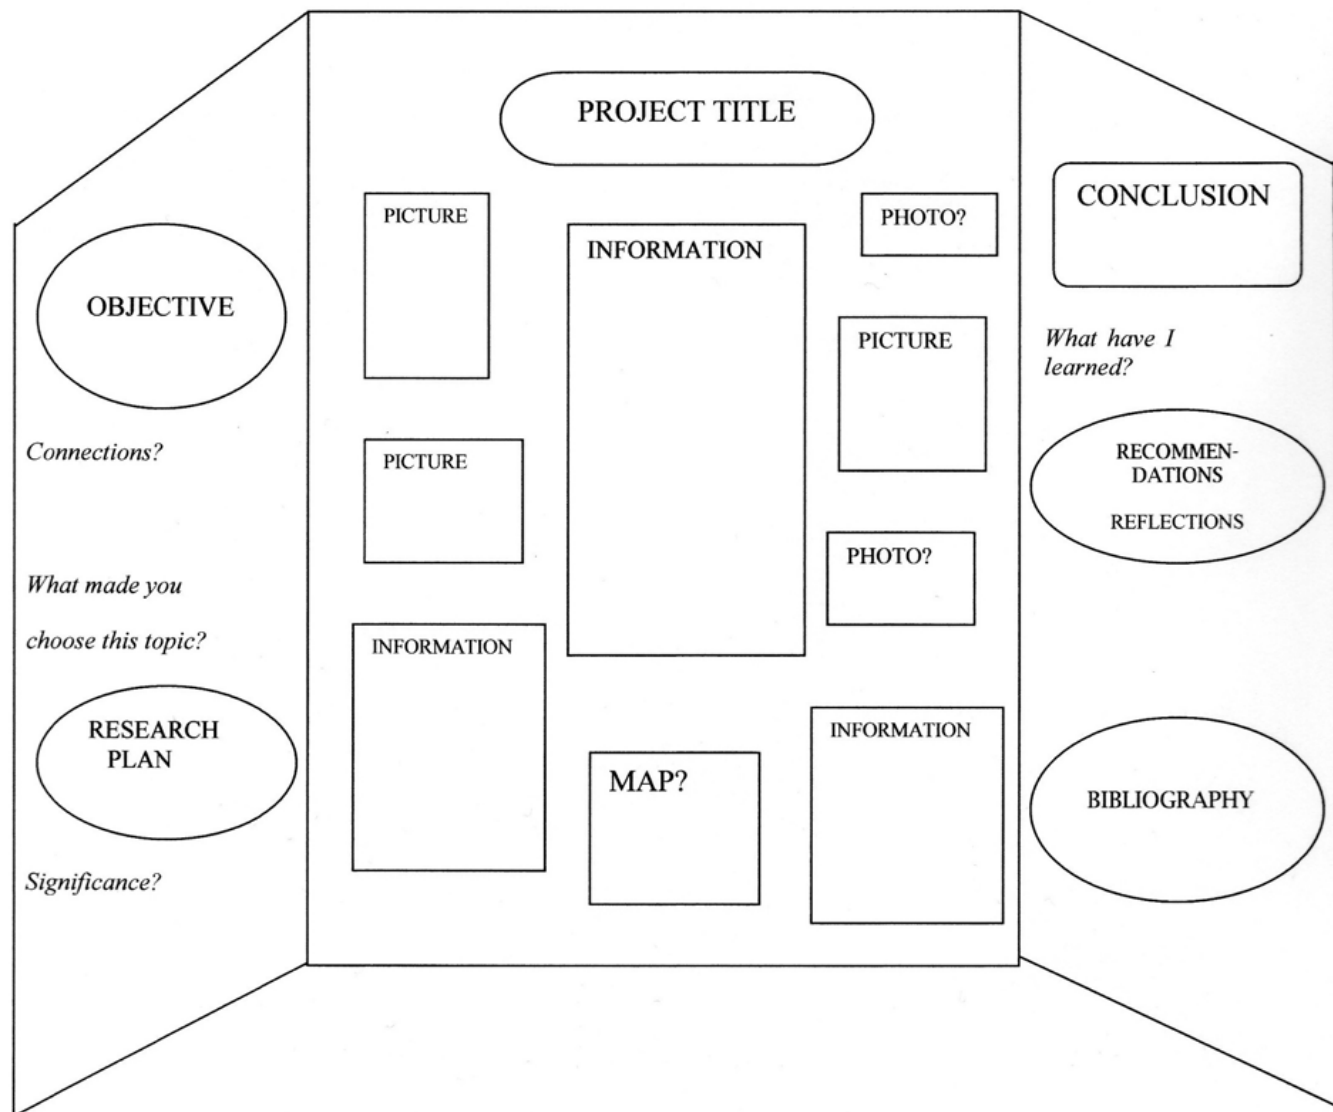 OBJECTIVE
Connections?
What made you
choose this topic?
RESEARCH
PLAN
Significance?
PROJECT TITLE
PICTURE
PICTURE
INFORMATION
INFORMATION
MAP?
PHOTO?
PICTURE
PHOTO?
INFORMATION
CONCLUSION
What have I
learned?
RECOMMEN-
DATIONS
REFLECTIONS
BIBLIOGRAPHY